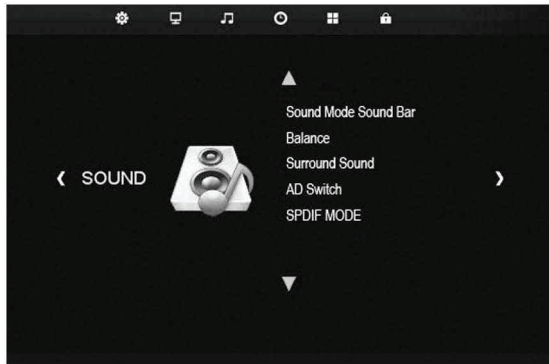 SOUND
Sound Mode Sound Bar
Balance
Surround Sound
AD Switch
SPDIF MODE